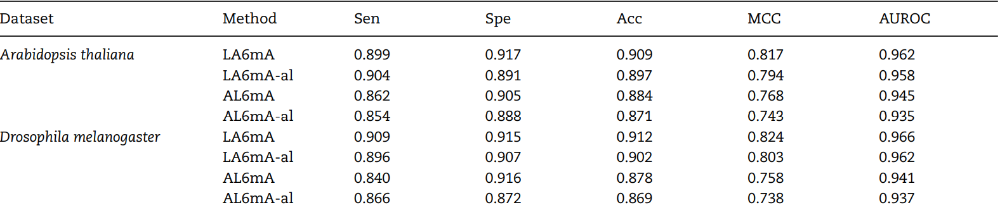 Dataset Method Sen Spe Acc MCC AUROC
Arabidopsis thaliana LA6mA 0.899 0.917 0.909 0.817 0.962
LA6mA-al 0.904 0.891 0.897 0.794 0.958
AL6mA 0.862 0.905 0.884 0.768 0.945
AL6mA-al 0.854 0.888 0.871 0.743 0.935
Drosophila melanogaster LA6mA 0.909 0.915 0.912 0.824 0.966
LA6mA-al 0.896 0.907 0.902 0.803 0.962
AL6mA 0.840 0.916 0.878 0.758 0.941
AL6mA-al 0.866 0.872 0.869 0.738 0.937